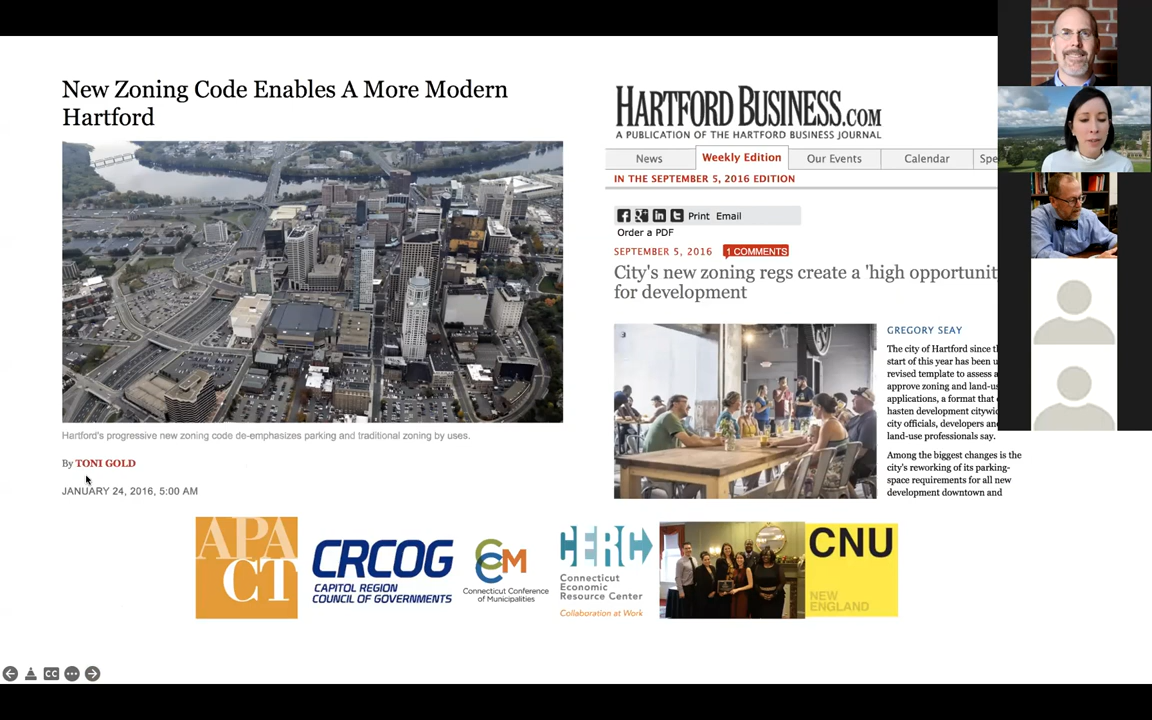 New Zoning Code Enables A More Modern
Hartford
Hartford's progressive new zoning code de-emphasizes parking and traditional zoning by uses.
By TONI GOLD
JANUARY 24, 2016, 5:00 AM
HARTFORD BUSINESS.COM
A PUBLICATION OF THE HARTFORD BUSINESS JOURNAL
News
Weekly Edition
Our Events
Calendar
Spe
IN THE SEPTEMBER 5, 2016 EDITION
Print Email
Order a PDF
SEPTEMBER 5, 2016 1 COMMENTS
City's new zoning regs create a 'high opportunit
for development
GREGORY SEAY
The city of Hartford since th
start of this year has been u
revised template to assess a
approve zoning and land-us
applications, a format that
hasten development citywid
city officials, developers an
land-use professionals say.
Among the biggest changes is the
city's reworking of its parking-
space requirements for all new
development downtown and
APA
CT
CRCOG
CAPITOL REGION
COUNCIL OF GOVERNMENTS
CCM
Connecticut Conference
of Municipalities
CERC
Connecticut
Economic
Resource Center
Collaboration at Work
CNU
NEW
ENGLAND
CC